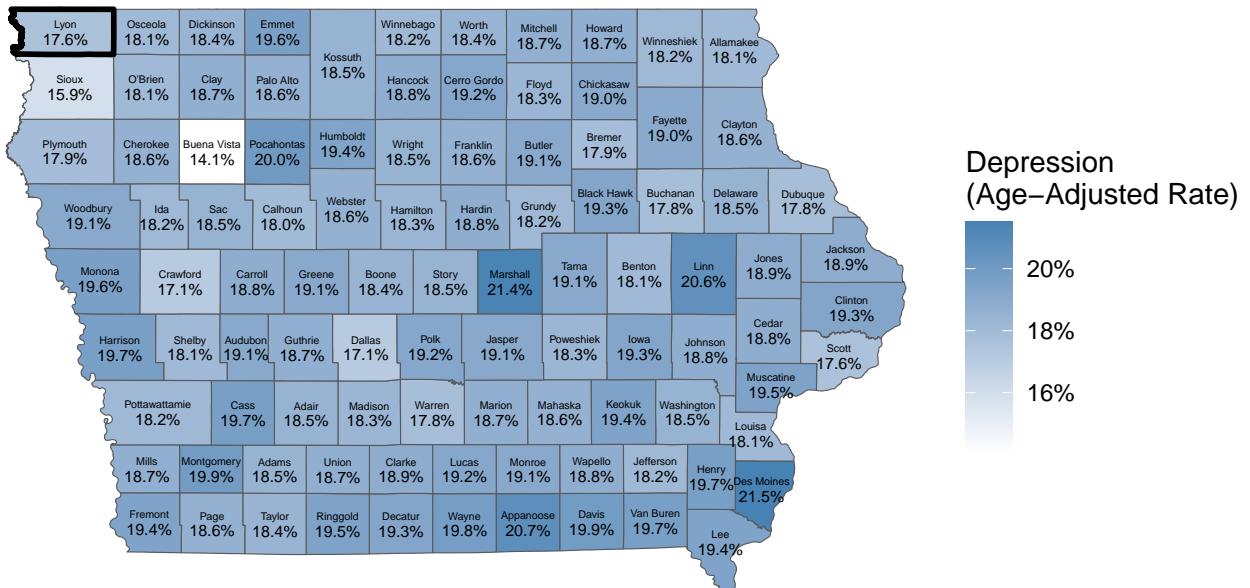 Lyon Osceola Dickinson Emmet Winnebago Worth Mitchell Howard Winneshiek Allamakee
17.6% 18.1% 18.4% 19.6% 18.2% 18.4% 18.7% 18.7% 18.2% 18.1%
Kossuth
18.5%
Sioux O'Brien Clay Palo Alto Hancock Cerro Gordo Floyd Chickasaw
15.9% 18.1% 18.7% 18.6% 18.8% 19.2% 18.3% 19.0%
Fayette Clayton
19.0% 18.6%
Plymouth Cherokee Buena Vista Pocahontas Humboldt Wright Franklin Butler Bremer
17.9% 18.6% 14.1% 20.0% 19.4% 18.5% 18.6% 19.1% 17.9%
Depression
(Age−Adjusted Rate)
Woodbury Ida Sac Calhoun Webster Hamilton Hardin Grundy Black Hawk Buchanan Delaware Dubuque
19.1% 18.2% 18.5% 18.0% 18.6% 18.3% 18.8% 18.2% 19.3% 17.8% 18.5% 17.8%
Monona Crawford Carroll Greene Boone Story Marshall Tama Benton Linn Jones Jackson
19.6% 17.1% 18.8% 19.1% 18.4% 18.5% 21.4% 19.1% 18.1% 20.6% 18.9% 18.9%
20%
Clinton
19.3%
Harrison Shelby Audubon Guthrie Dallas Polk Jasper Poweshiek Iowa Johnson Cedar Scott
19.7% 18.1% 19.1% 18.7% 17.1% 19.2% 19.1% 18.3% 19.3% 18.8% 18.8% 17.6%
18%
Muscatine
19.5%
16%
Pottawattamie Cass Adair Madison Warren Marion Mahaska Keokuk Washington Louisa
18.2% 19.7% 18.5% 18.3% 17.8% 18.7% 18.6% 19.4% 18.5% 18.1%
Mills Montgomery Adams Union Clarke Lucas Monroe Wapello Jefferson Henry Des Moines
18.7% 19.9% 18.5% 18.7% 18.9% 19.2% 19.1% 18.8% 18.2% 19.7% 21.5%
Fremont Page Taylor Ringgold Decatur Wayne Appanoose Davis Van Buren Lee
19.4% 18.6% 18.4% 19.5% 19.3% 19.8% 20.7% 19.9% 19.7% 19.4%